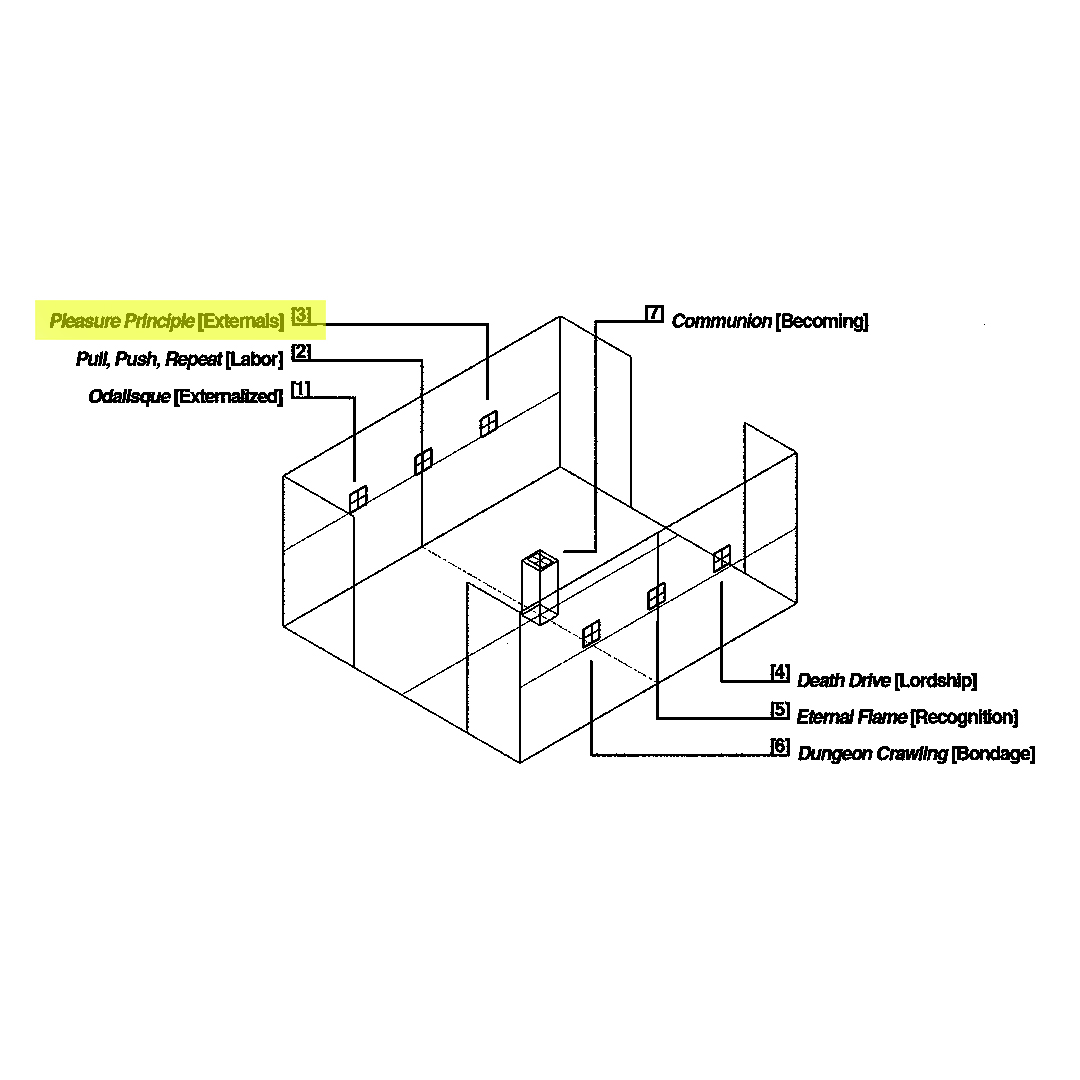 Pleasure Principle [Externals] [3]
Pull, Push, Repeat [Labor] [2]
Odalisque [Externalized] [1]
[7] Communion [Becoming]
[4] Death Drive [Lordship]
[5] Eternal Flame [Recognition]
[6] Dungeon Crawling [Bondage]